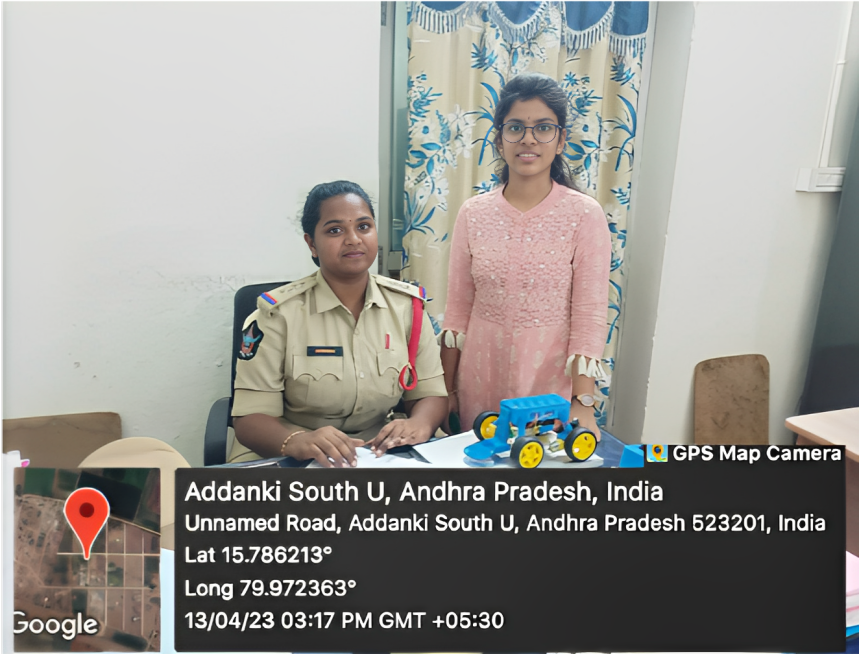 GPS Map Camera
Addanki South U, Andhra Pradesh, India
Unnamed Road, Addanki South U, Andhra Pradesh 523201, India
Lat 15.786213°
Long 79.972363°
13/04/23 03:17 PM GMT +05:30
Google